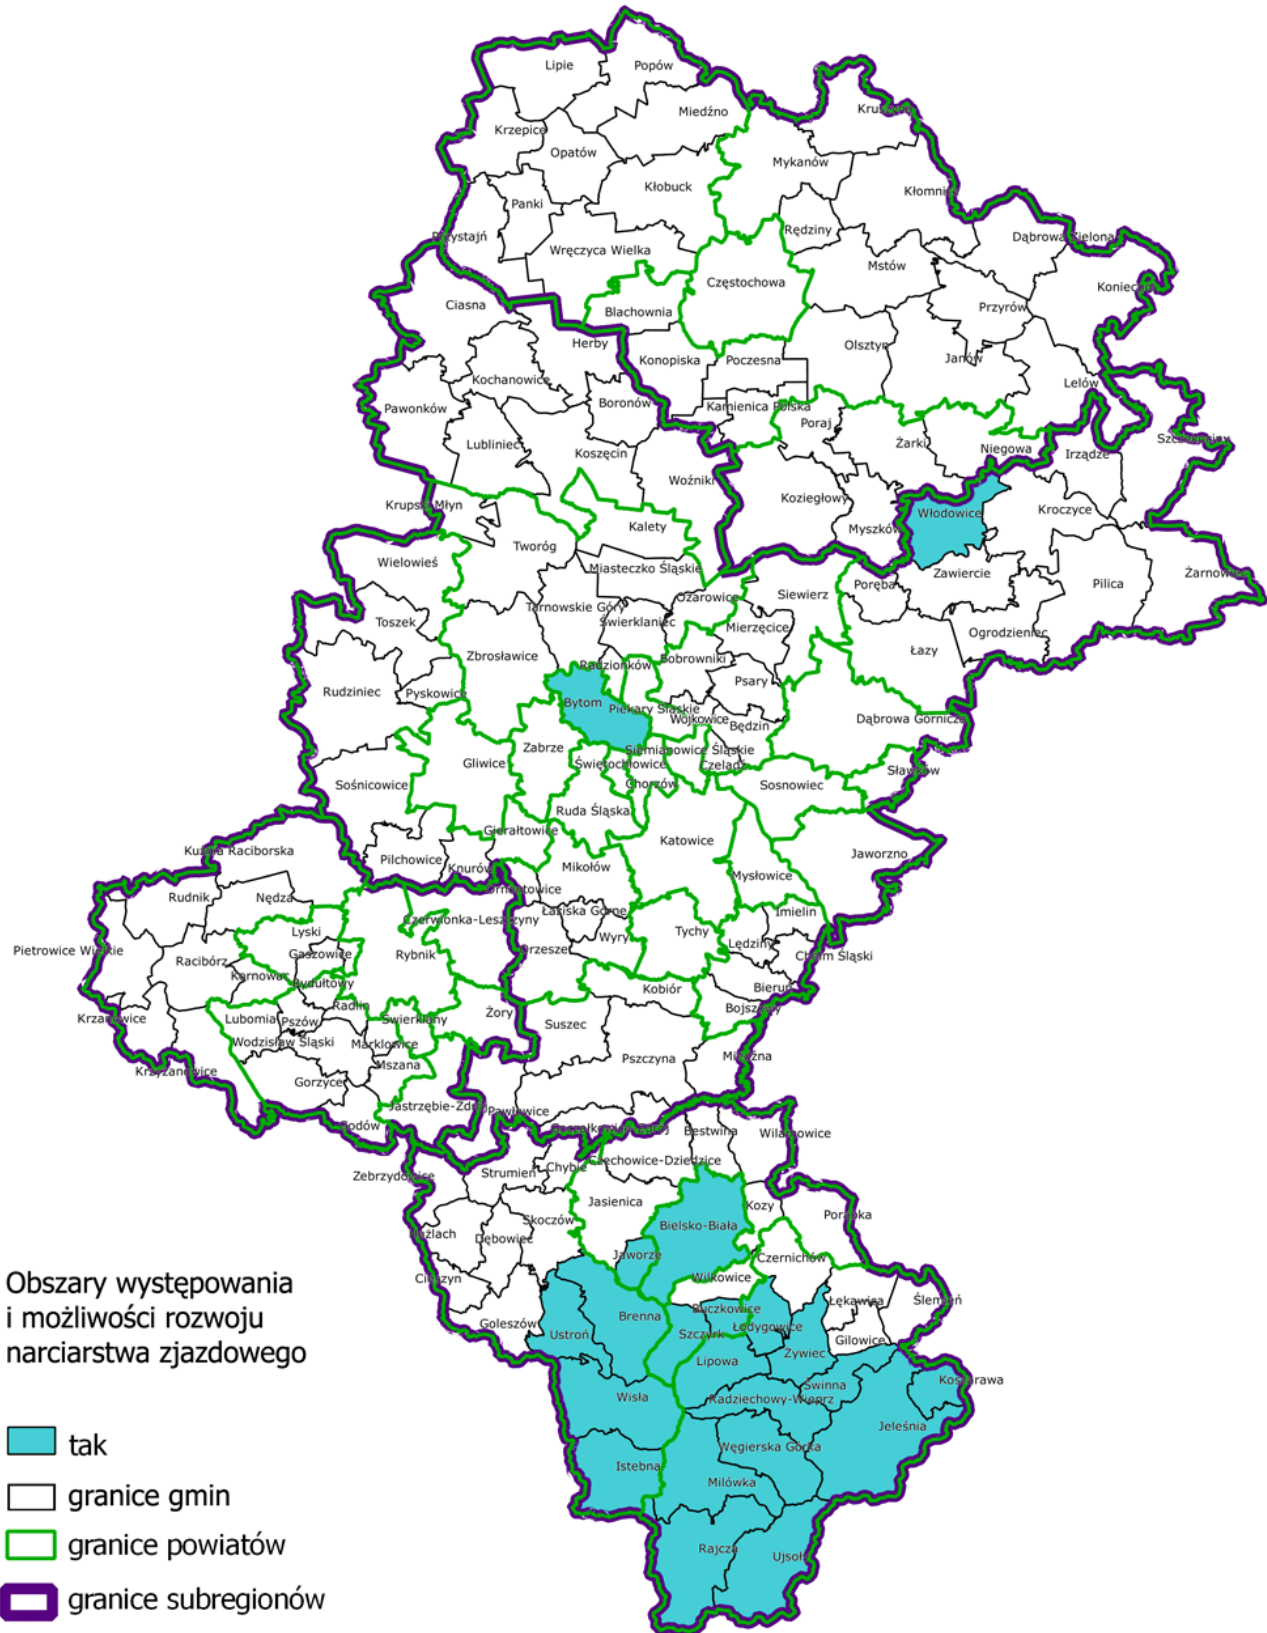 Lipie
Popów
Miedźno
Krzepice
Opatów
Mykanów
Kłobuck
Kłomnice
Panki
Rędziny
Przystajń
Wręczyca Wielka
Dąbrowa Zielona
Mstów
Częstochowa
Ciasna
Blachownia
Przyrów
Herby
Olsztyn
Konopiska
Poczesna
Janów
Kochanowice
Lelów
Pawonków
Boronów
Kamienica Polska
Poraj
Lubliniec
Koszęcin
Żarki
Niegowa
Irządze
Woźniki
Koziegłowy
Krupski Młyn
Kalety
Myszków
Włodowice
Kroczyce
Tworóg
Wielowieś
Miasteczko Śląskie
Zawiercie
Poręba
Pilica
Ożarowice
Siewierz
Tarnowskie Góry
Świerklaniec
Toszek
Mierzęcice
Ogrodzieniec
Zbrosławice
Radzionków
Bobrowniki
Łazy
Rudziniec
Pyskowice
Psary
Bytom
Piekary Śląskie
Wojkowice
Będzin
Dąbrowa Górnicza
Zabrze
Siemianowice Śląskie
Gliwice
Świętochłowice
Czeladź
Sławków
Sośnicowice
Chorzów
Sosnowiec
Ruda Śląska
Gierałtowice
Katowice
Kuźnia Raciborska
Pilchowice
Knurów
Mikołów
Mysłowice
Jaworzno
Rudnik
Nędza
Ornontowice
Czerwionka-Leszczyny
Łaziska Górne
Imielin
Lyski
Wyry
Tychy
Lędziny
Pietrowice Wielkie
Racibórz
Gaszowice
Rybnik
Orzesze
Chełm Śląski
Kornowac
Rydułtowy
Kobiór
Bieruń
Radlin
Bojszowy
Krzanowice
Lubomia
Pszów
Świerklany
Żory
Suszec
Wodzisław Śląski
Marklowice
Pszczyna
Miedźna
Krzyżanowice
Mszana
Gorzyce
Jastrzębie-Zdrój
Pawłowice
Godów
Goczałkowice-Zdrój
Bestwina
Wilamowice
Zebrzydowice
Strumień
Chybie
Czechowice-Dziedzice
Jasienica
Kozy
Porąbka
Hażlach
Skoczów
Dębowiec
Bielsko-Biała
Jaworze
Czernichów
Cieszyn
Wilkowice
Obszary występowania
i możliwości rozwoju
narciarstwa zjazdowego
Łękawica
Ślemień
Goleszów
Ustroń
Brenna
Buczkowice
Szczyrk
Łodygowice
Gilowice
Żywiec
Lipowa
Koszarawa
Świnna
Wisła
Radziechowy-Wieprz
Jeleśnia
Węgierska Górka
tak
Istebna
Milówka
granice gmin
granice powiatów
Rajcza
Ujsoły
granice subregionów